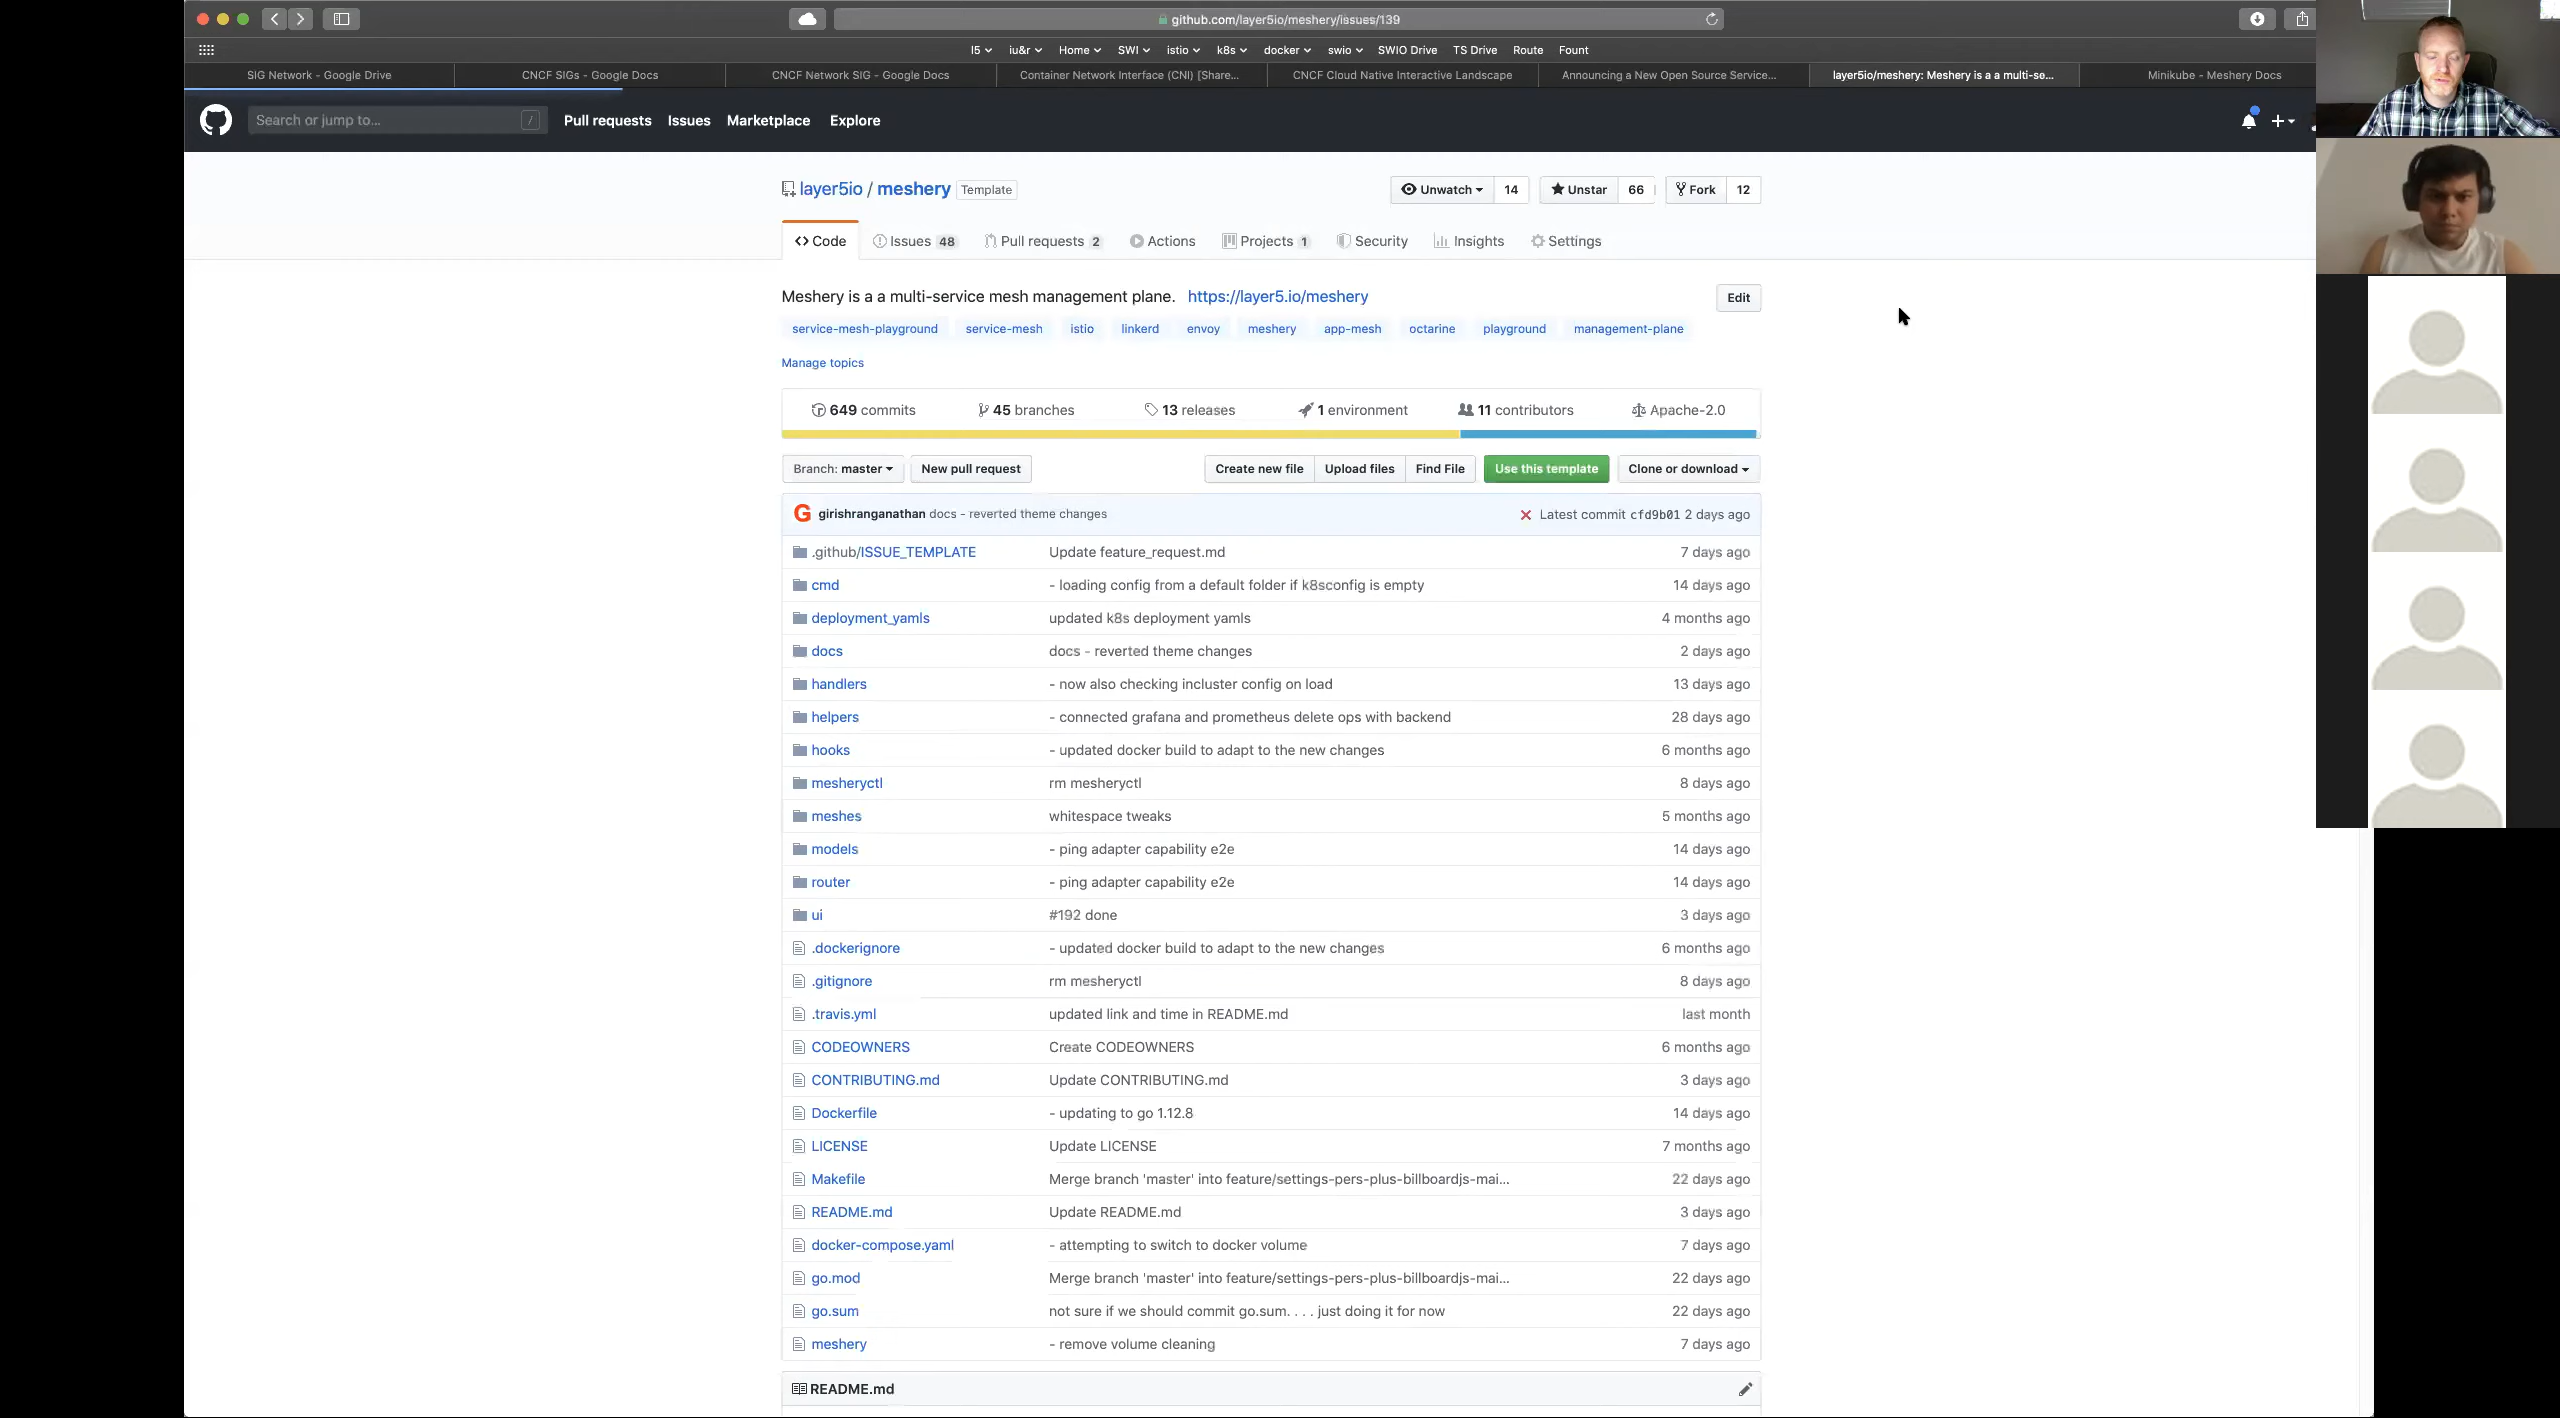 github.com/layer5io/meshery/issues/139
l5 iu&r Home SWI istio k8s docker swio SWIO Drive TS Drive Route Fount
SIG Network - Google Drive CNCF SIGs - Google Docs CNCF Network SIG - Google Docs Container Network Interface (CNI) [Share... CNCF Cloud Native Interactive Landscape Announcing a New Open Source Service... layer5io/meshery: Meshery is a a multi-se... Minikube - Meshery Docs
Search or jump to... / Pull requests Issues Marketplace Explore
layer5io / meshery Template Unwatch 14 Unstar 66 Fork 12
Code Issues 48 Pull requests 2 Actions Projects 1 Security Insights Settings
Meshery is a a multi-service mesh management plane. https://layer5.io/meshery Edit
service-mesh-playground service-mesh istio linkerd envoy meshery app-mesh octarine playground management-plane
Manage topics
649 commits 45 branches 13 releases 1 environment 11 contributors Apache-2.0
Branch: master New pull request Create new file Upload files Find File Use this template Clone or download
girishranganathan docs - reverted theme changes Latest commit cfd9b01 2 days ago
.github/ISSUE_TEMPLATE Update feature_request.md 7 days ago
cmd - loading config from a default folder if k8sconfig is empty 14 days ago
deployment_yamls updated k8s deployment yamls 4 months ago
docs docs - reverted theme changes 2 days ago
handlers - now also checking incluster config on load 13 days ago
helpers - connected grafana and prometheus delete ops with backend 28 days ago
hooks - updated docker build to adapt to the new changes 6 months ago
mesheryctl rm mesheryctl 8 days ago
meshes whitespace tweaks 5 months ago
models - ping adapter capability e2e 14 days ago
router - ping adapter capability e2e 14 days ago
ui #192 done 3 days ago
.dockerignore - updated docker build to adapt to the new changes 6 months ago
.gitignore rm mesheryctl 8 days ago
.travis.yml updated link and time in README.md last month
CODEOWNERS Create CODEOWNERS 6 months ago
CONTRIBUTING.md Update CONTRIBUTING.md 3 days ago
Dockerfile - updating to go 1.12.8 14 days ago
LICENSE Update LICENSE 7 months ago
Makefile Merge branch 'master' into feature/settings-pers-plus-billboardjs-mai... 22 days ago
README.md Update README.md 3 days ago
docker-compose.yaml - attempting to switch to docker volume 7 days ago
go.mod Merge branch 'master' into feature/settings-pers-plus-billboardjs-mai... 22 days ago
go.sum not sure if we should commit go.sum. . . . just doing it for now 22 days ago
meshery - remove volume cleaning 7 days ago
README.md